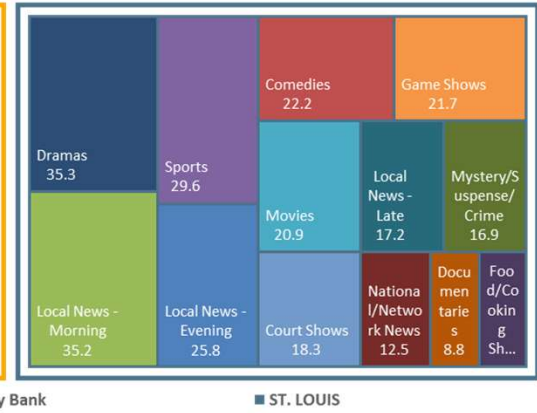 Dramas
35.3
Sports
29.6
Comedies
22.2
Game Shows
21.7
Local News -
Morning
35.2
Local News -
Evening
25.8
Movies
20.9
Local
News -
Late
17.2
Mystery/S
uspense/
Crime
16.9
Court Shows
18.3
Nationa
l/Netwo
rk News
12.5
Docu
men
tarie
s
8.8
Foo
d/Co
okin
g
Sh...
y Bank
ST. LOUIS